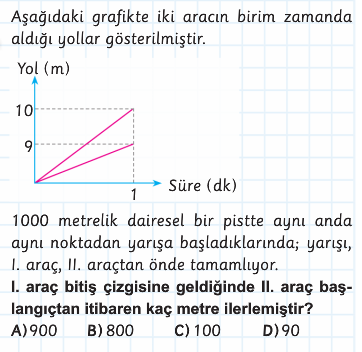 Aşağıdaki grafikte iki aracın birim zamanda
aldığı yollar gösterilmiştir.
Yol (m)
10
9
Süre (dk)
1
1000 metrelik dairesel bir pistte aynı anda
aynı noktadan yarışa başladıklarında; yarışı,
I. araç, II. araçtan önde tamamlıyor.
I. araç bitiş çizgisine geldiğinde II. araç baş-
langıçtan itibaren kaç metre ilerlemiştir?
A) 900 B) 800 C) 100 D) 90